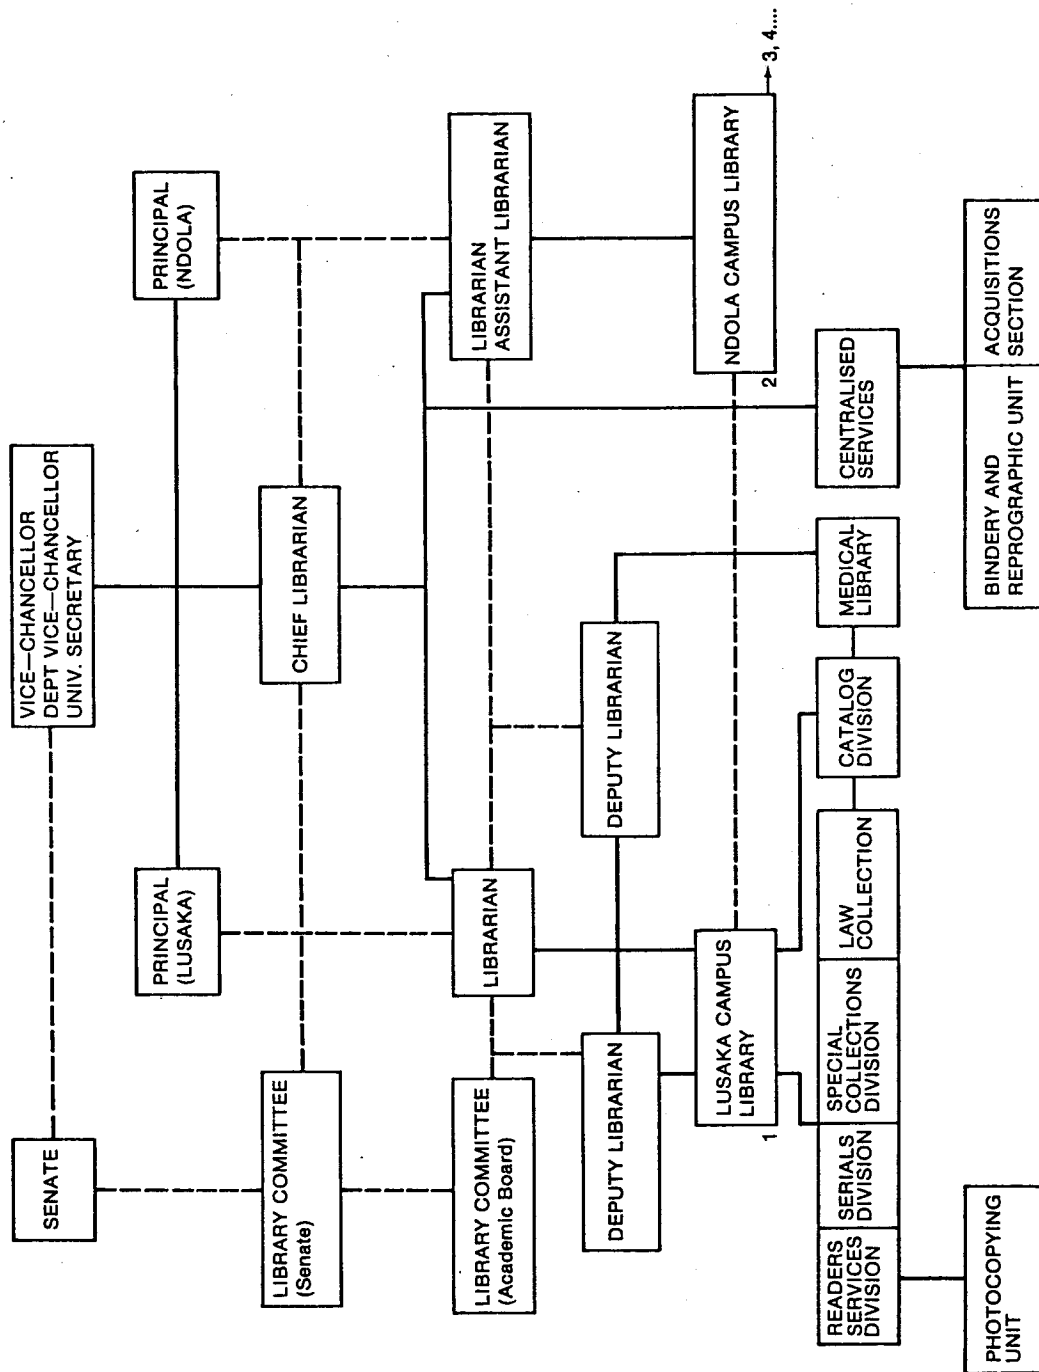 VICE—CHANCELLOR
DEPT VICE—CHANCELLOR
UNIV. SECRETARY
SENATE
PRINCIPAL
(LUSAKA)
PRINCIPAL
(NDOLA)
LIBRARY COMMITTEE
(Senate)
CHIEF LIBRARIAN
LIBRARY COMMITTEE
(Academic Board)
LIBRARIAN
LIBRARIAN
ASSISTANT LIBRARIAN
DEPUTY LIBRARIAN
DEPUTY LIBRARIAN
LUSAKA CAMPUS
LIBRARY
1
NDOLA CAMPUS LIBRARY
2
3, 4....
READERS
SERVICES
DIVISION
SERIALS
DIVISION
SPECIAL
COLLECTIONS
DIVISION
LAW
COLLECTION
CATALOG
DIVISION
MEDICAL
LIBRARY
CENTRALISED
SERVICES
PHOTOCOPYING
UNIT
BINDERY AND
REPROGRAPHIC UNIT
ACQUISITIONS
SECTION